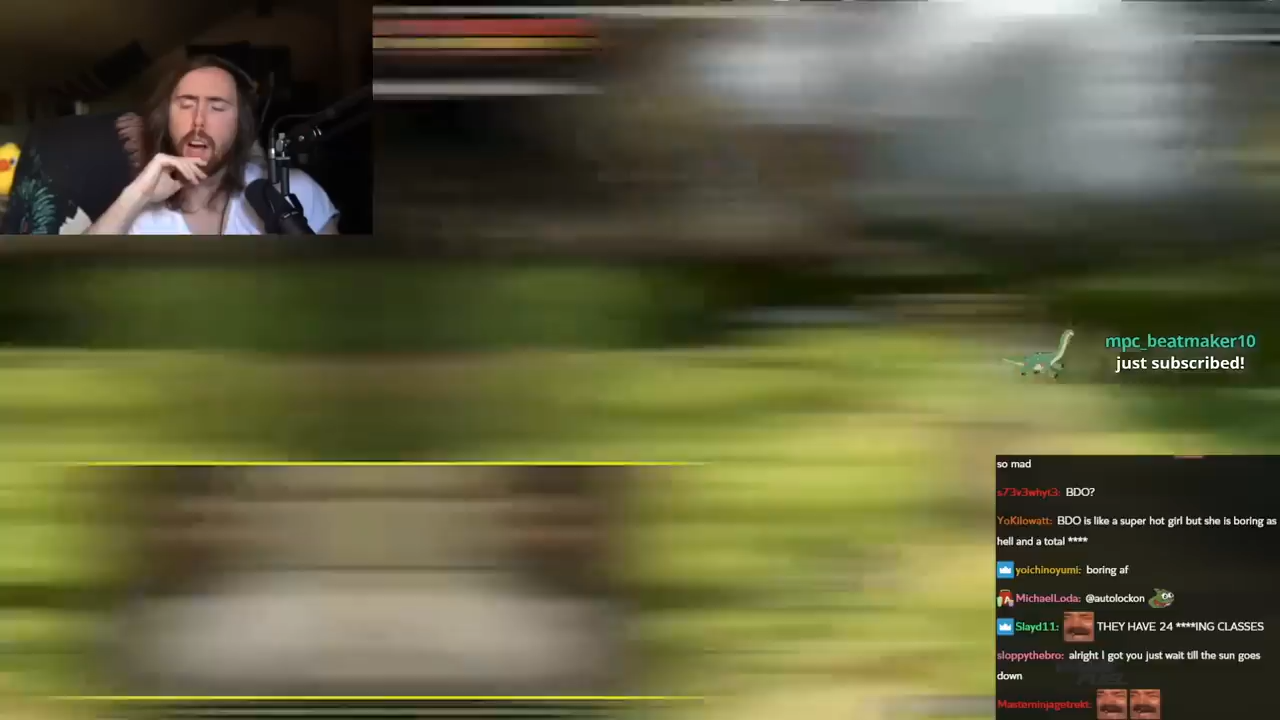 mpc_beatmaker10
just subscribed!
so mad
s73v3whyt3: BDO?
YoKilowatt: BDO is like a super hot girl but she is boring as
hell and a total ****
yoichinoyumi: boring af
MichaelLoda: @autolockon
Slayd11: THEY HAVE 24 ****ING CLASSES
sloppythebro: alright I got you just wait till the sun goes
down
Masterninjagetrekt: